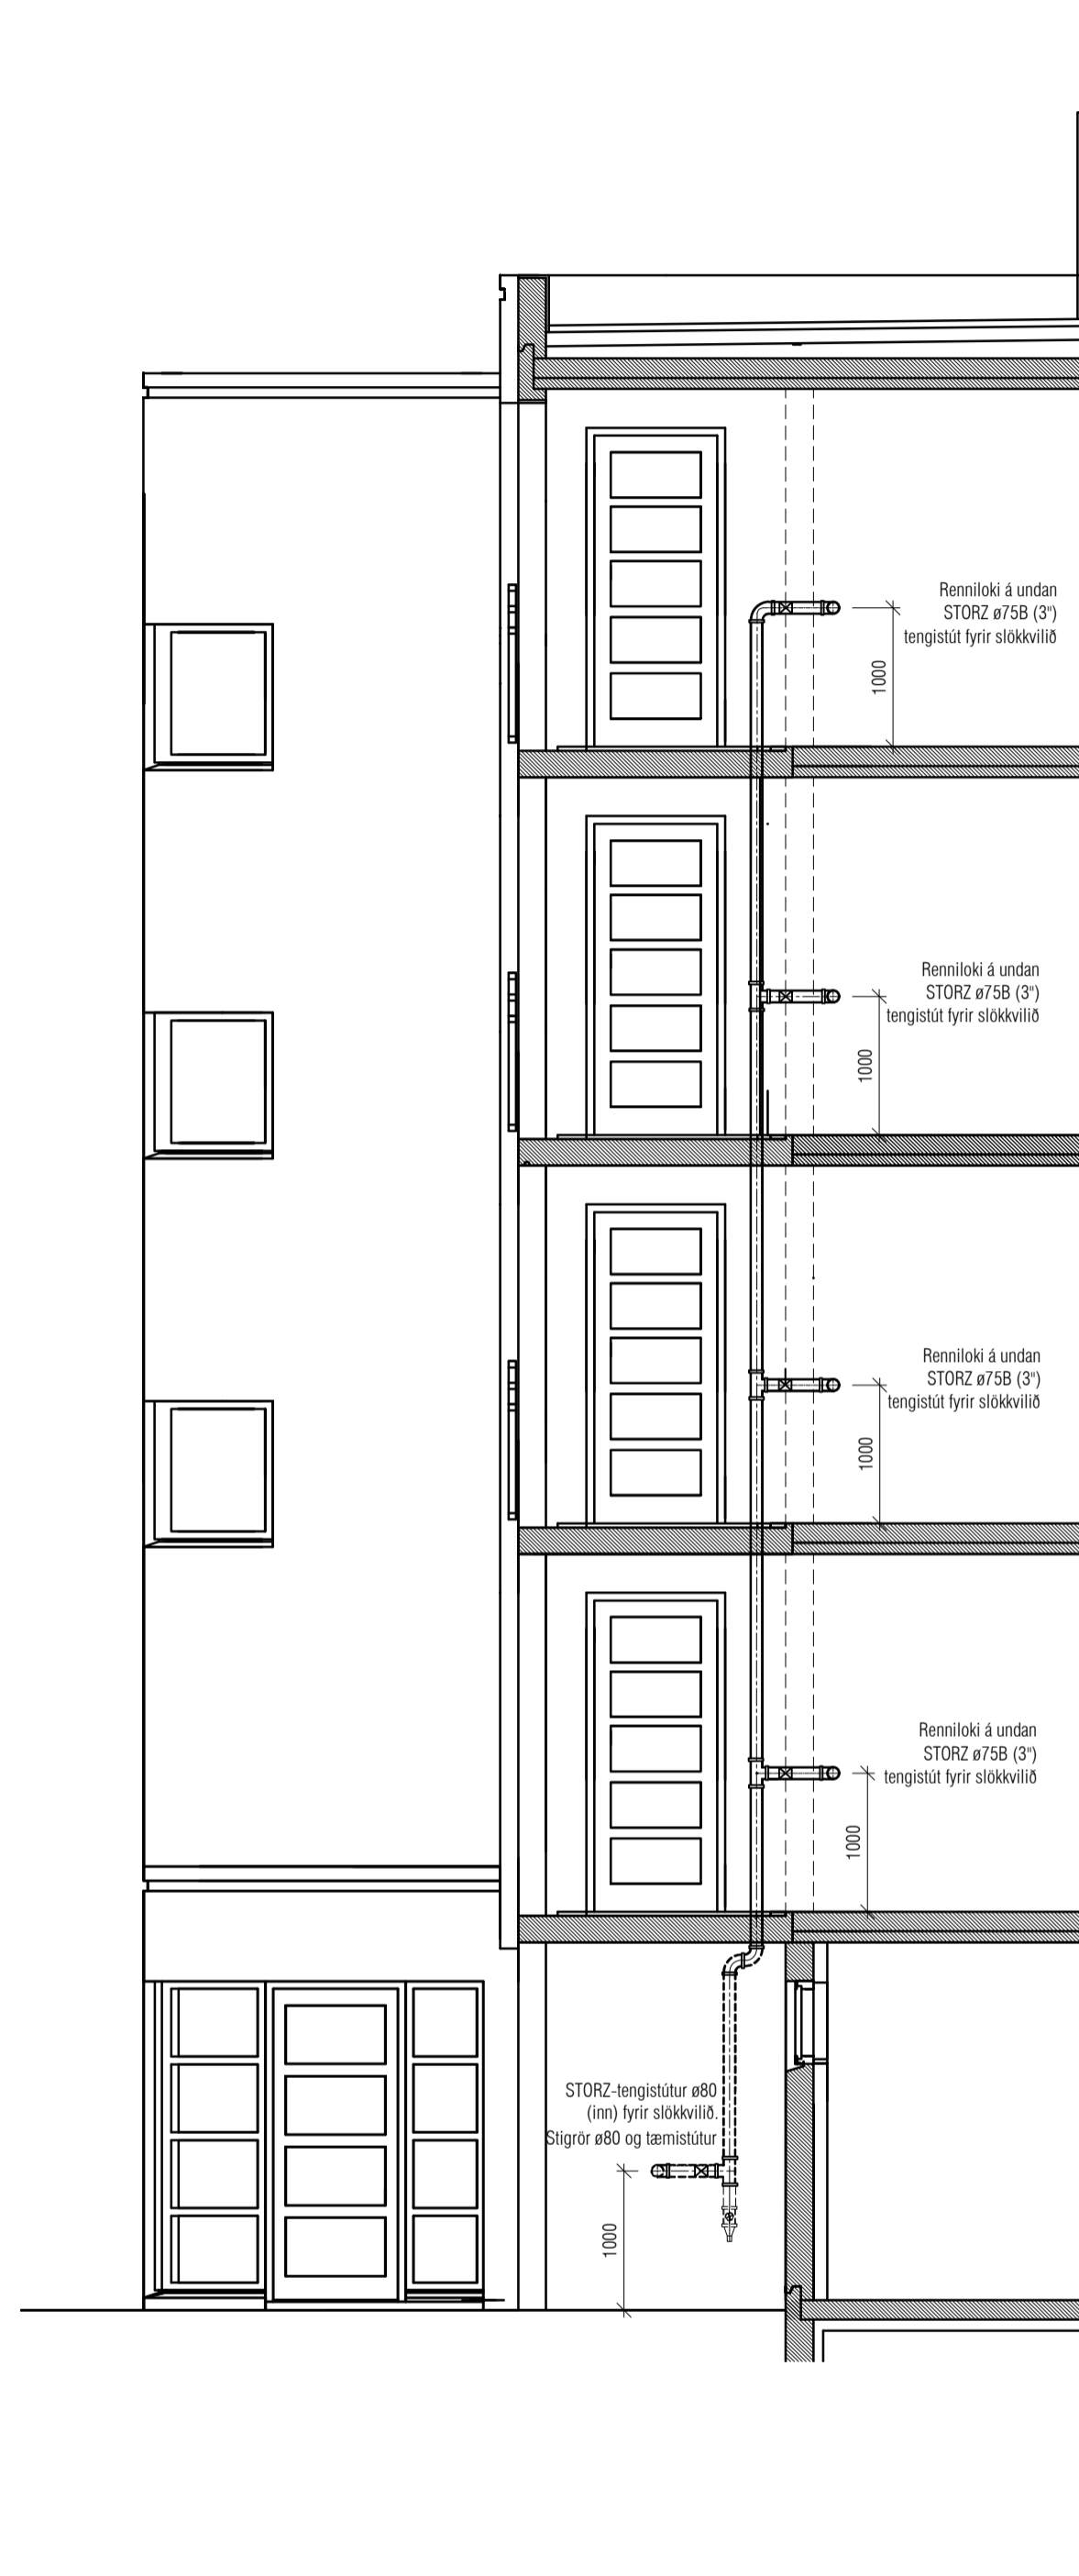 Renniloki á undan
STORZ ø75B (3")
tengistút fyrir slökkvilið
1000
Renniloki á undan
STORZ ø75B (3")
tengistút fyrir slökkvilið
1000
Renniloki á undan
STORZ ø75B (3")
tengistút fyrir slökkvilið
1000
Renniloki á undan
STORZ ø75B (3")
tengistút fyrir slökkvilið
1000
STORZ-tengistútur ø80
(inn) fyrir slökkvilið.
Stigrör ø80 og tæmistútur
1000